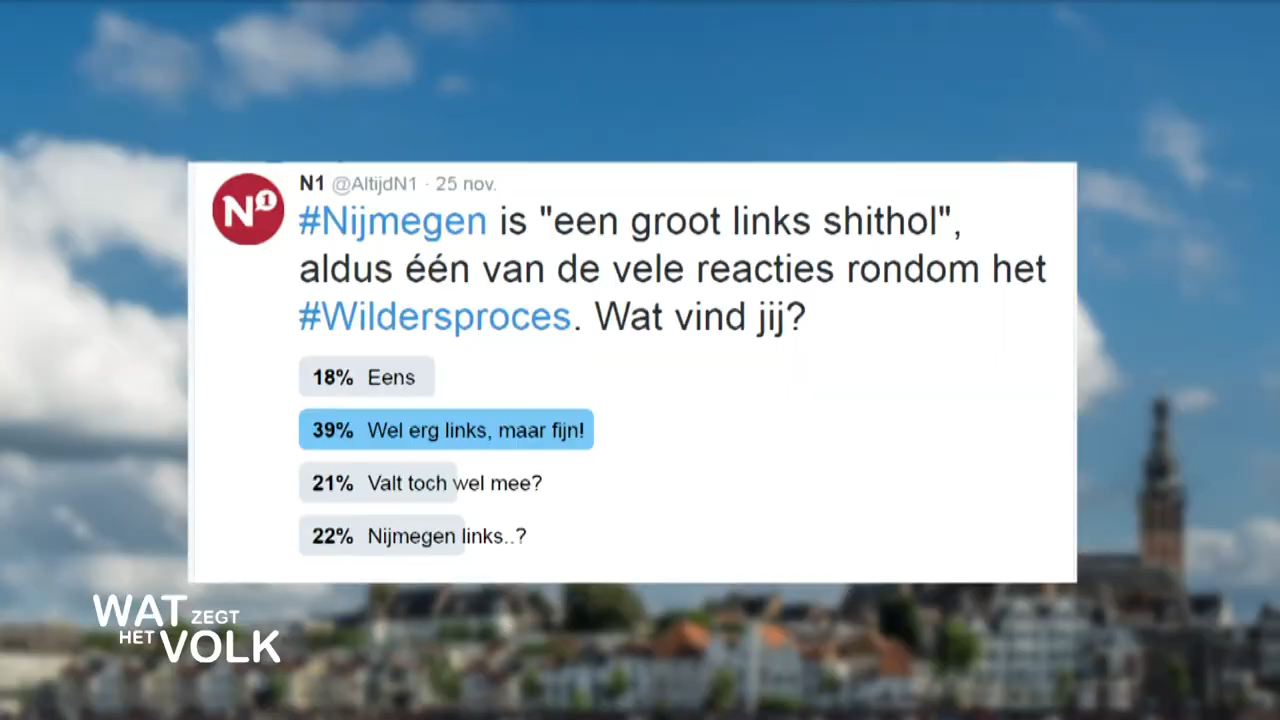 N1
N1 @AltijdN1 · 25 nov.
#Nijmegen is "een groot links shithol",
aldus één van de vele reacties rondom het
#Wildersproces. Wat vind jij?
18% Eens
39% Wel erg links, maar fijn!
21% Valt toch wel mee?
22% Nijmegen links..?
WAT ZEGT
HET VOLK